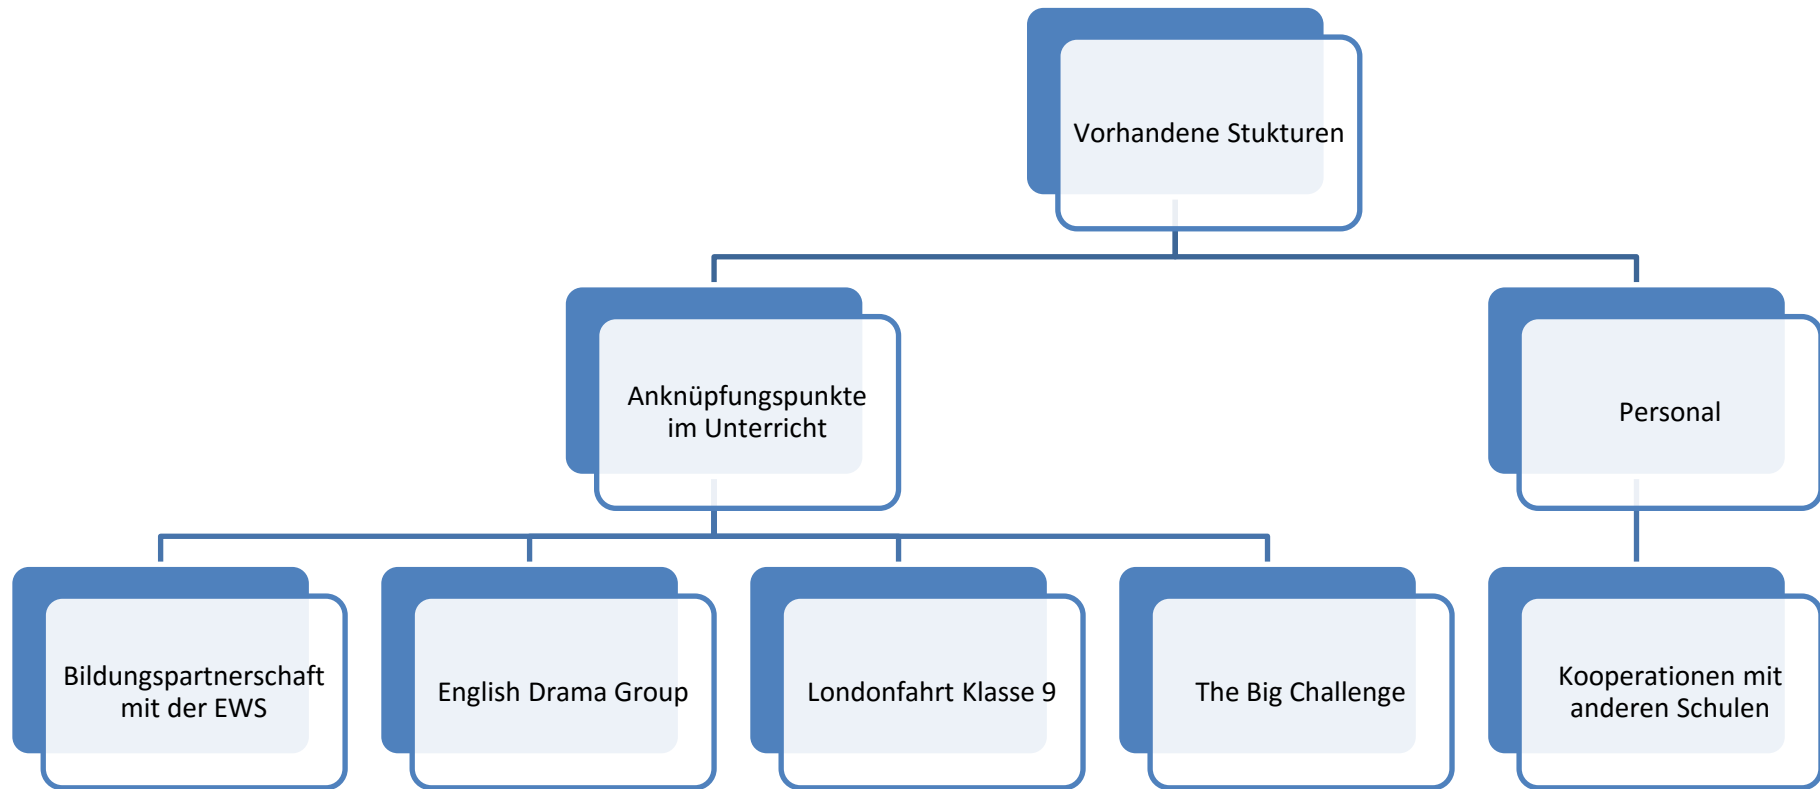 Vorhandene Stukturen
Anknüpfungspunkte
im Unterricht
Personal
Bildungspartnerschaft
mit der EWS
English Drama Group
Londonfahrt Klasse 9
The Big Challenge
Kooperationen mit
anderen Schulen